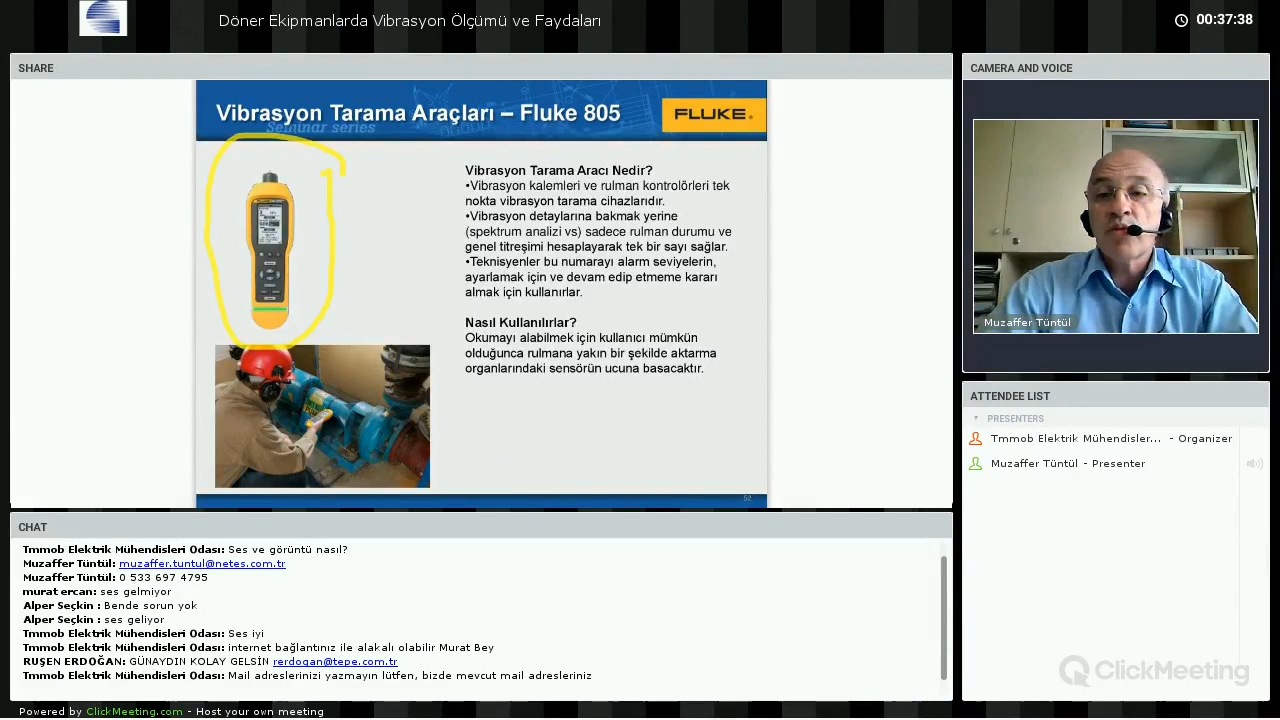 Döner Ekipmanlarda Vibrasyon Ölçümü ve Faydaları
00:37:38
SHARE
Vibrasyon Tarama Araçları – Fluke 805
Seminar series
FLUKE®
Vibrasyon Tarama Aracı Nedir?
•Vibrasyon kalemleri ve rulman kontrolörleri tek
nokta vibrasyon tarama cihazlarıdır.
•Vibrasyon detaylarına bakmak yerine
(spektrum analizi vs) sadece rulman durumu ve
genel titreşimi hesaplayarak tek bir sayı sağlar.
•Teknisyenler bu numarayı alarm seviyelerin,
ayarlamak için ve devam edip etmeme kararı
almak için kullanırlar.
Nasıl Kullanılırlar?
Okumayı alabilmek için kullanıcı mümkün
olduğunca rulmana yakın bir şekilde aktarma
organlarındaki sensörün ucuna basacaktır.
52
CAMERA AND VOICE
Muzaffer Tüntül
ATTENDEE LIST
PRESENTERS
Tmmob Elektrik Mühendisler... - Organizer
Muzaffer Tüntül - Presenter
CHAT
Tmmob Elektrik Mühendisleri Odası: Ses ve görüntü nasıl?
Muzaffer Tüntül: muzaffer.tuntul@netes.com.tr
Muzaffer Tüntül: 0 533 697 4795
murat ercan: ses gelmiyor
Alper Seçkin : Bende sorun yok
Alper Seçkin : ses geliyor
Tmmob Elektrik Mühendisleri Odası: Ses iyi
Tmmob Elektrik Mühendisleri Odası: internet bağlantınız ile alakalı olabilir Murat Bey
RUŞEN ERDOĞAN: GÜNAYDIN KOLAY GELSİN rerdogan@tepe.com.tr
Tmmob Elektrik Mühendisleri Odası: Mail adreslerinizi yazmayın lütfen, bizde mevcut mail adresleriniz
ClickMeeting
Powered by ClickMeeting.com - Host your own meeting